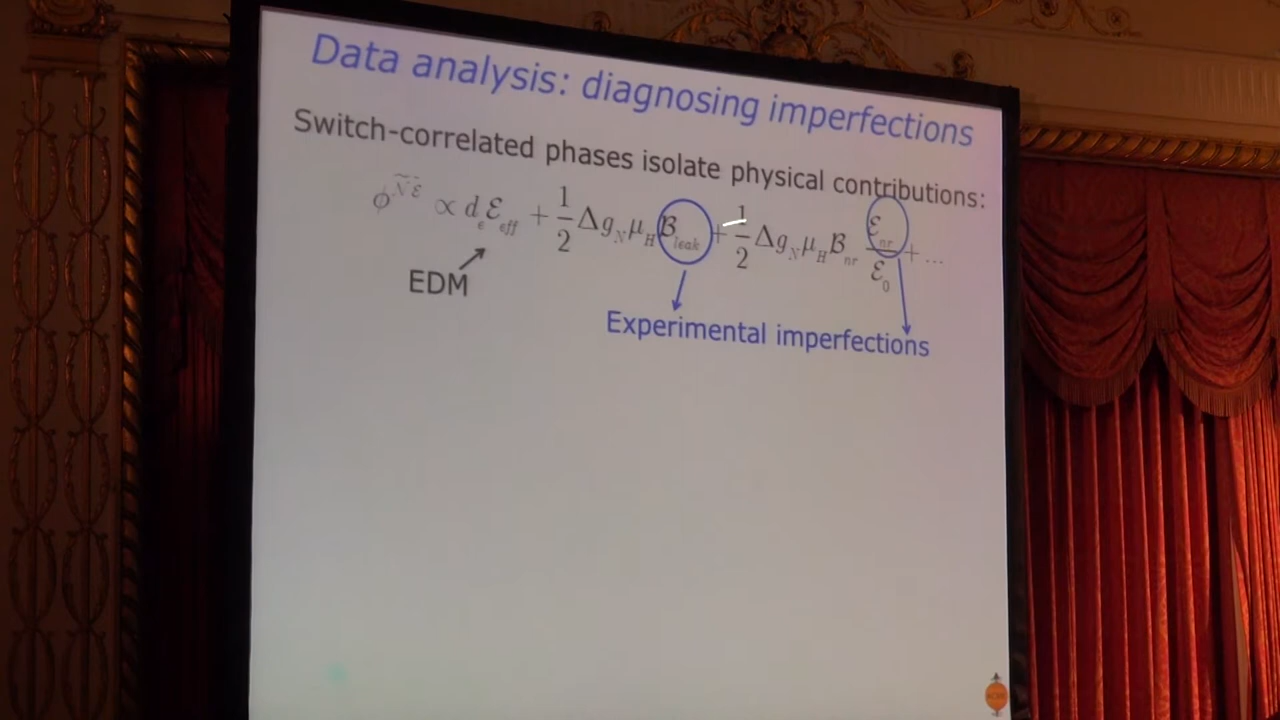 Data analysis: diagnosing imperfections
Switch-correlated phases isolate physical contributions:
ϕ^{Ñℰ̃} ∝ d_e ℰ_eff + 1/2 Δg_N μ_H ℬ_leak + 1/2 Δg_N μ_H ℬ_nr ℰ_nr/ℰ_0 + ...
EDM
Experimental imperfections